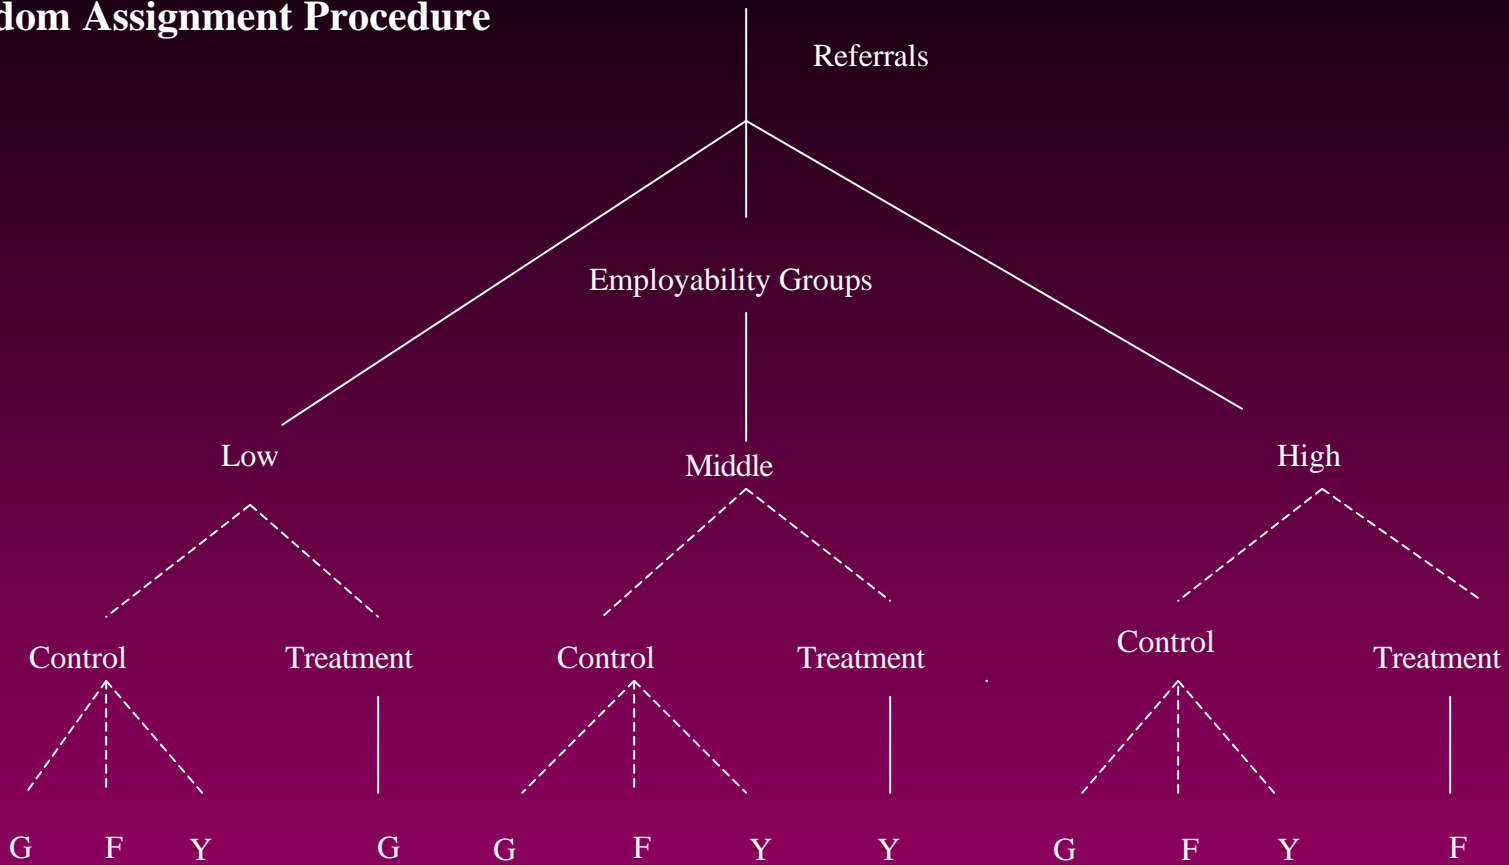 dom Assignment Procedure
Referrals
Employability Groups
Low Middle High
Control Treatment Control Treatment Control Treatment
G F Y G G F Y Y G F Y F